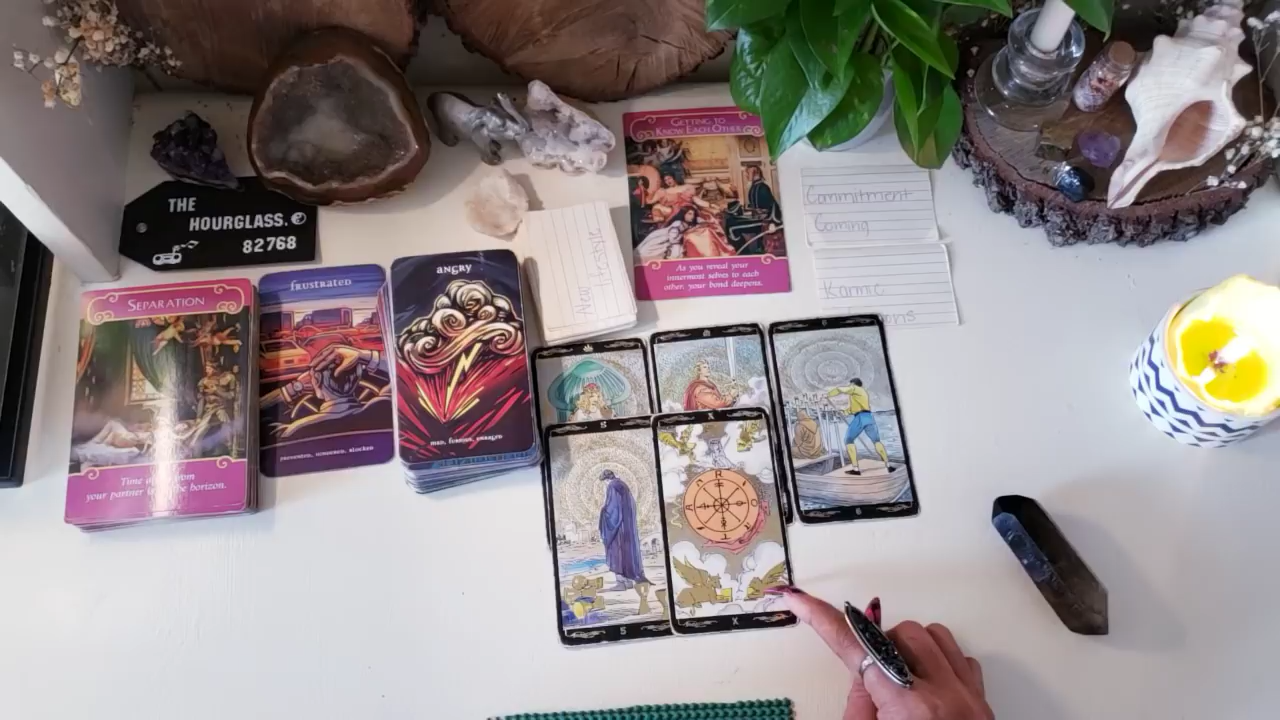 THE
HOURGLASS.
82768
SEPARATION
Time
your partner
horizon.
FRUSTRATED
ANGRY
MAD, FURIOUS, ENRAGED
New
GETTING TO
KNOW EACH OTHER
As you reveal your
innermost selves to each
other, your bond deepens.
Commitment
Coming
Karmic
X
X